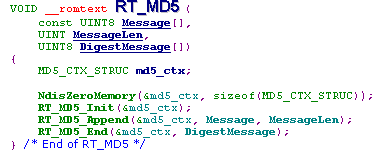 VOID __romtext RT_MD5 (
const UINT8 Message[],
UINT MessageLen,
UINT8 DigestMessage[])
{
MD5_CTX_STRUC md5_ctx;
NdisZeroMemory(&md5_ctx, sizeof(MD5_CTX_STRUC));
RT_MD5_Init(&md5_ctx);
RT_MD5_Append(&md5_ctx, Message, MessageLen);
RT_MD5_End(&md5_ctx, DigestMessage);
} /* End of RT_MD5 */